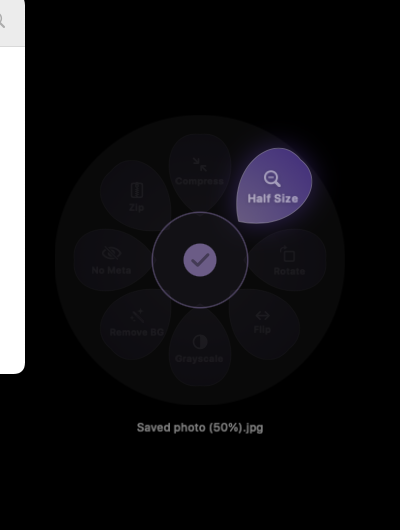 Compress
Half Size
Zip
No Meta
Rotate
Remove BG
Flip
Grayscale
Saved photo (50%).jpg